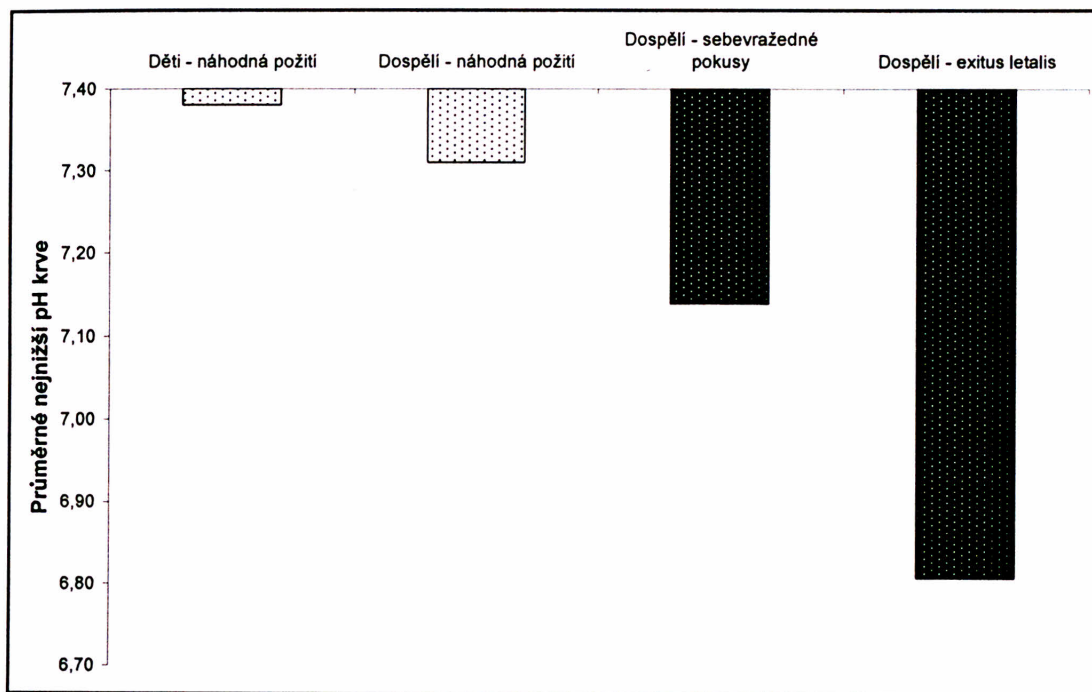 Děti - náhodná požití
Dospělí - náhodná požití
Dospělí - sebevražedné
pokusy
Dospělí - exitus letalis
7,40
7,30
7,20
7,10
7,00
6,90
6,80
6,70
Průměrné nejnižší pH krve